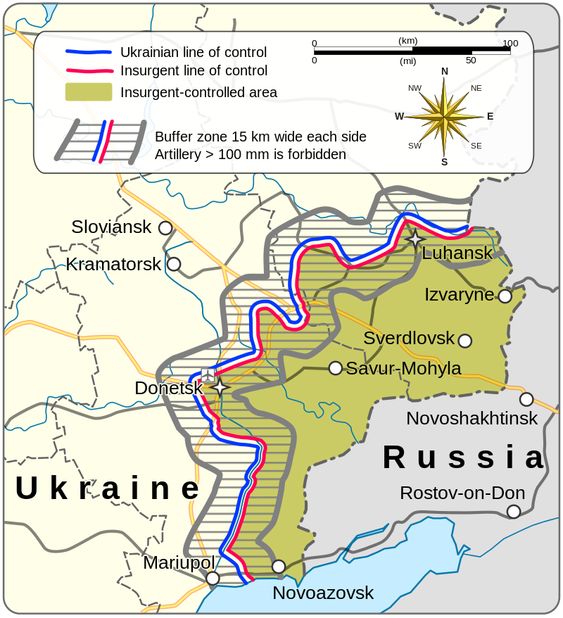 Ukrainian line of control
Insurgent line of control
Insurgent-controlled area
Buffer zone 15 km wide each side
Artillery > 100 mm is forbidden
0 (km) 100
0 (mi) 50
N
NW NE
W E
SW SE
S
Sloviansk
Kramatorsk
Luhansk
Izvaryne
Sverdlovsk
Savur-Mohyla
Donetsk
Novoshakhtinsk
Russia
Ukraine
Rostov-on-Don
Mariupol
Novoazovsk